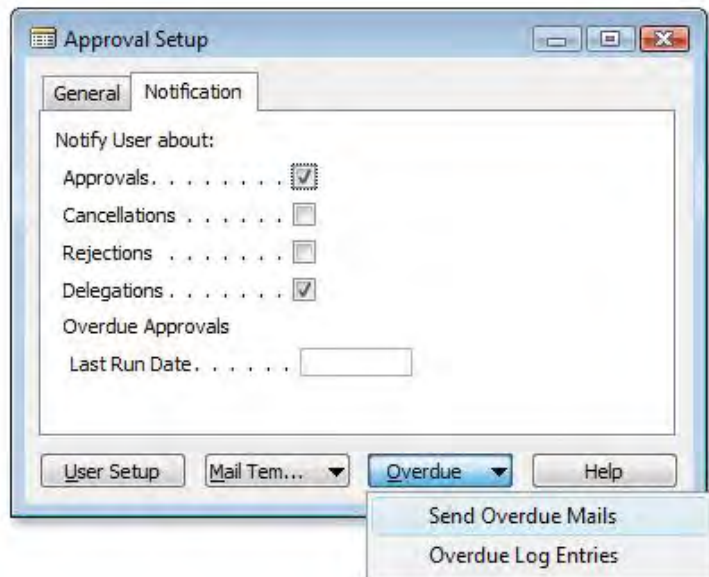 Approval Setup
General Notification
Notify User about:
Approvals. . . . . . . .
Cancellations . . . . . .
Rejections . . . . . . .
Delegations . . . . . . .
Overdue Approvals
Last Run Date. . . . . .
User Setup Mail Tem... Overdue Help
Send Overdue Mails
Overdue Log Entries